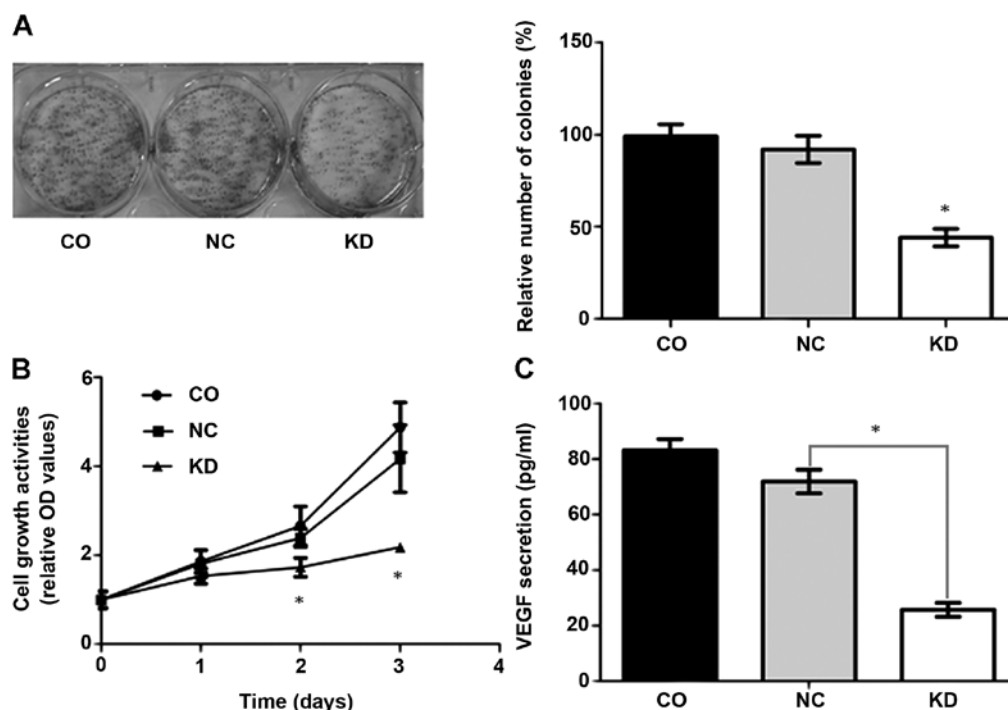 A
CO NC KD
Relative number of colonies (%)
150
100
50
0
*
CO NC KD
B
Cell growth activities
(relative OD values)
6
4
2
0
CO
NC
KD
*
*
0 1 2 3 4
Time (days)
C
VEGF secretion (pg/ml)
100
80
60
40
20
0
*
CO NC KD